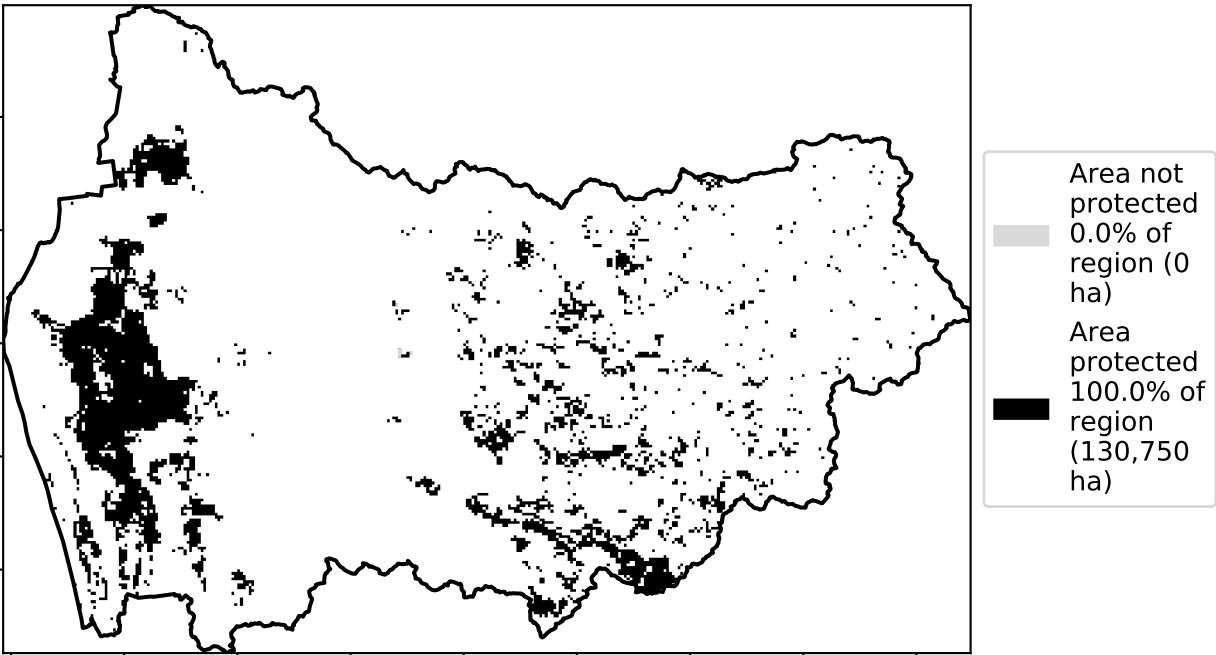 Area not
protected
0.0% of
region (0
ha)
Area
protected
100.0% of
region
(130,750
ha)